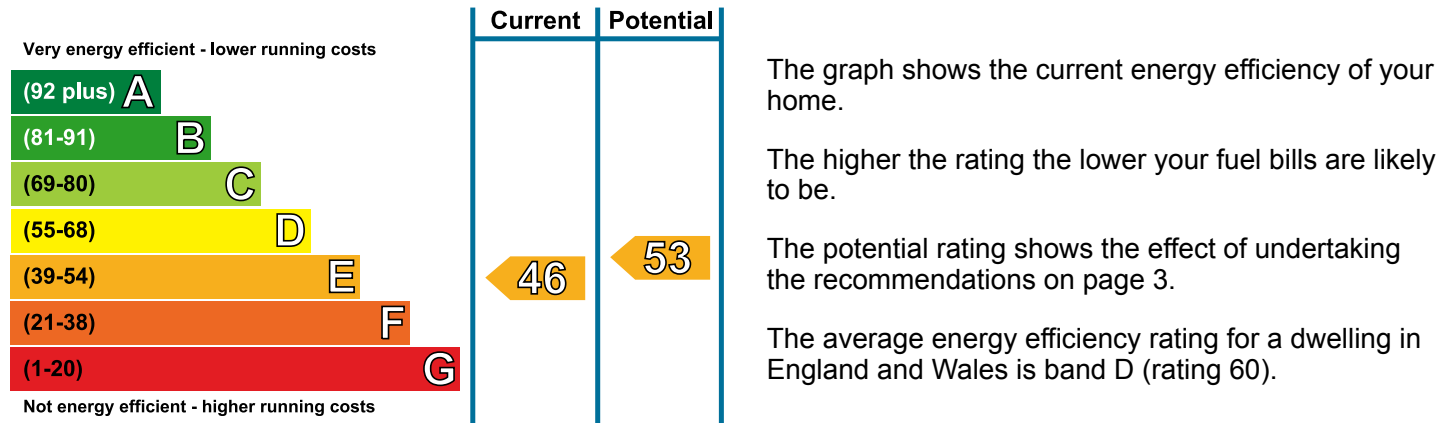 Current Potential
Very energy efficient - lower running costs
(92 plus) A
(81-91) B
(69-80) C
(55-68) D
(39-54) E
(21-38) F
(1-20) G
46
53
Not energy efficient - higher running costs
The graph shows the current energy efficiency of your
home.
The higher the rating the lower your fuel bills are likely
to be.
The potential rating shows the effect of undertaking
the recommendations on page 3.
The average energy efficiency rating for a dwelling in
England and Wales is band D (rating 60).